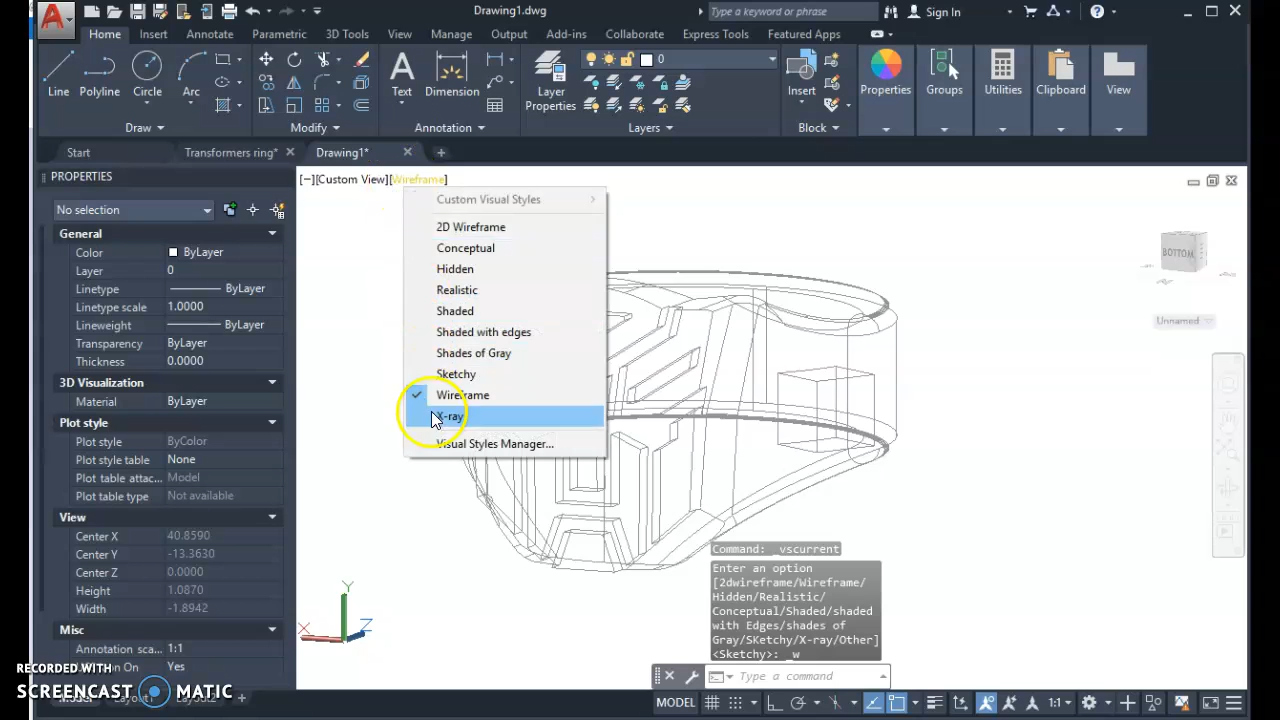 Drawing1.dwg
Type a keyword or phrase
Sign In
Home Insert Annotate Parametric 3D Tools View Manage Output Add-ins Collaborate Express Tools Featured Apps
Line Polyline Circle Arc
Text Dimension
Layer Properties
0
Insert
Properties Groups Utilities Clipboard View
Draw Modify Annotation Layers Block
Start Transformers ring* Drawing1*
PROPERTIES
[−][Custom View][Wireframe]
No selection
General
Color ByLayer
Layer 0
Linetype ByLayer
Linetype scale 1.0000
Lineweight ByLayer
Transparency ByLayer
Thickness 0.0000
3D Visualization
Material ByLayer
Plot style
Plot style ByColor
Plot style table None
Plot table attac... Model
Plot table type Not available
View
Center X 40.8590
Center Y -13.3630
Center Z 0.0000
Height 1.0870
Width -1.8942
Misc
Annotation sca... 1:1
Yes
Custom Visual Styles
2D Wireframe
Conceptual
Hidden
Realistic
Shaded
Shaded with edges
Shades of Gray
Sketchy
Wireframe
X-ray
Visual Styles Manager...
BOTTOM
Unnamed
Y
X
Z
Command: _vscurrent
Enter an option
[2dwireframe/Wireframe/
Hidden/Realistic/
Conceptual/Shaded/shaded
with Edges/shades of
Gray/SKetchy/X-ray/Other]
<Sketchy>: _w
Type a command
RECORDED WITH
SCREENCAST MATIC
MODEL
1:1